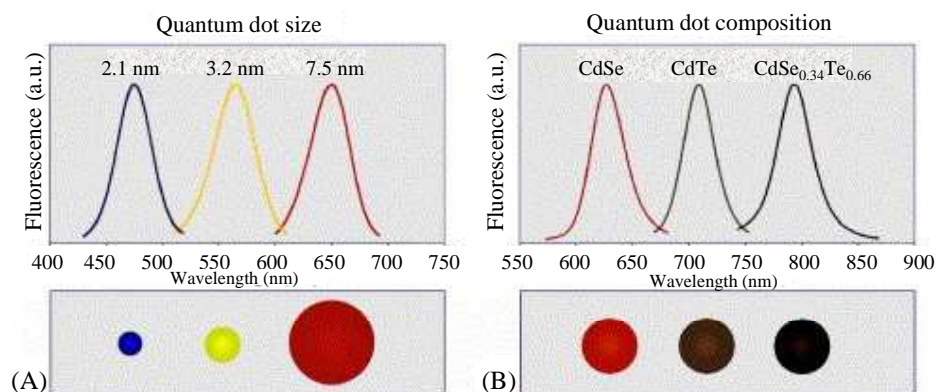 Quantum dot size
2.1 nm 3.2 nm 7.5 nm
Fluorescence (a.u.)
400 450 500 550 600 650 700 750
Wavelength (nm)
(A)
Quantum dot composition
CdSe CdTe CdSe0.34Te0.66
Fluorescence (a.u.)
550 600 650 700 750 800 850 900
Wavelength (nm)
(B)